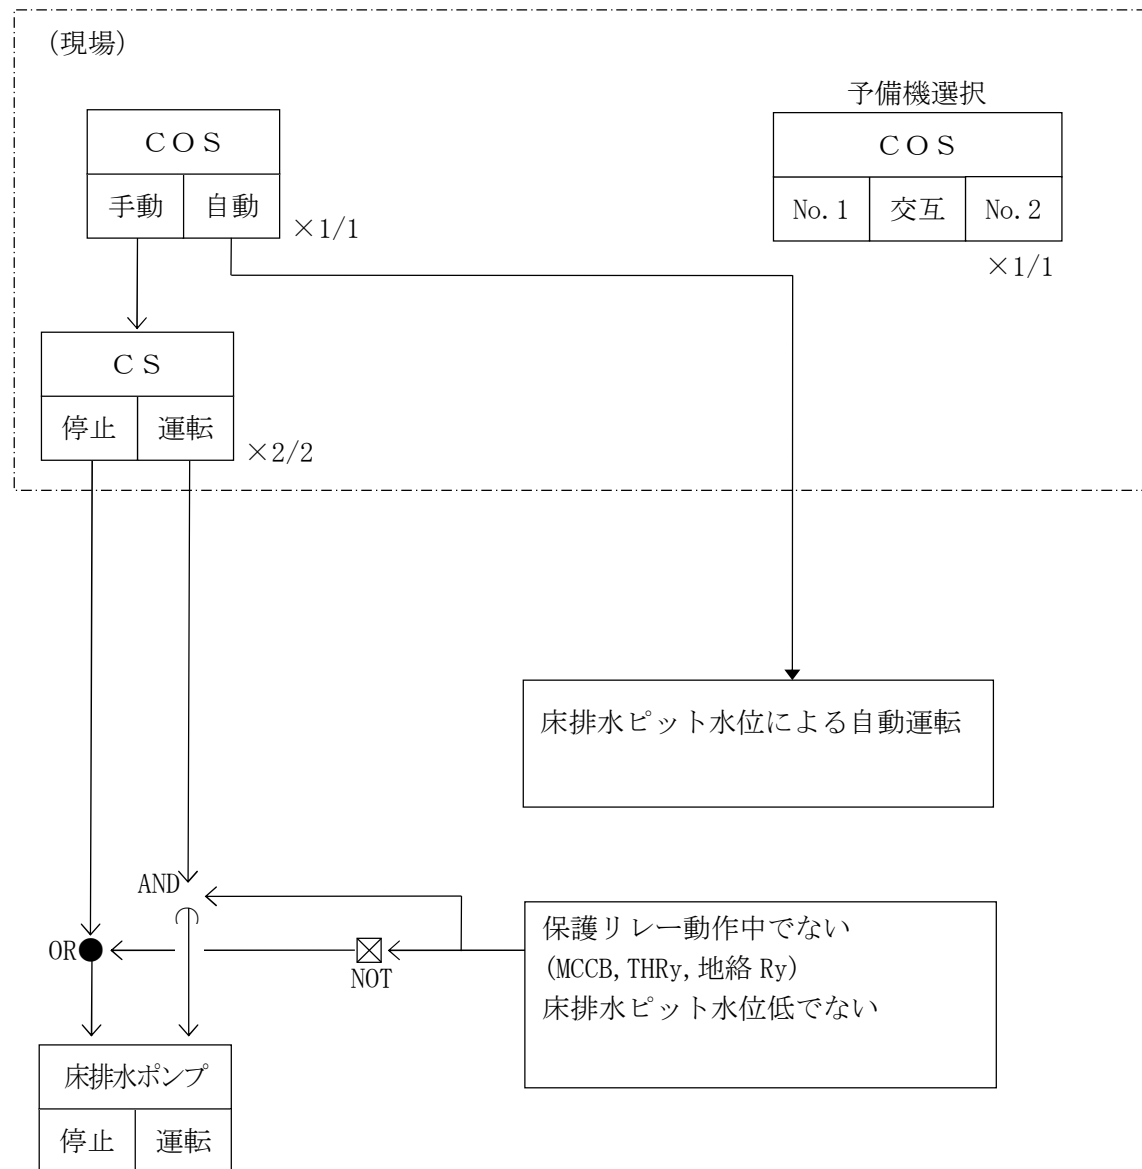 (現場)
予備機選択
ＣＯＳ
手動 自動
×1/1
ＣＯＳ
No.1 交互 No.2
×1/1
ＣＳ
停止 運転
×2/2
床排水ピット水位による自動運転
AND
OR
NOT
保護リレー動作中でない
(MCCB,THRy,地絡 Ry)
床排水ピット水位低でない
床排水ポンプ
停止 運転